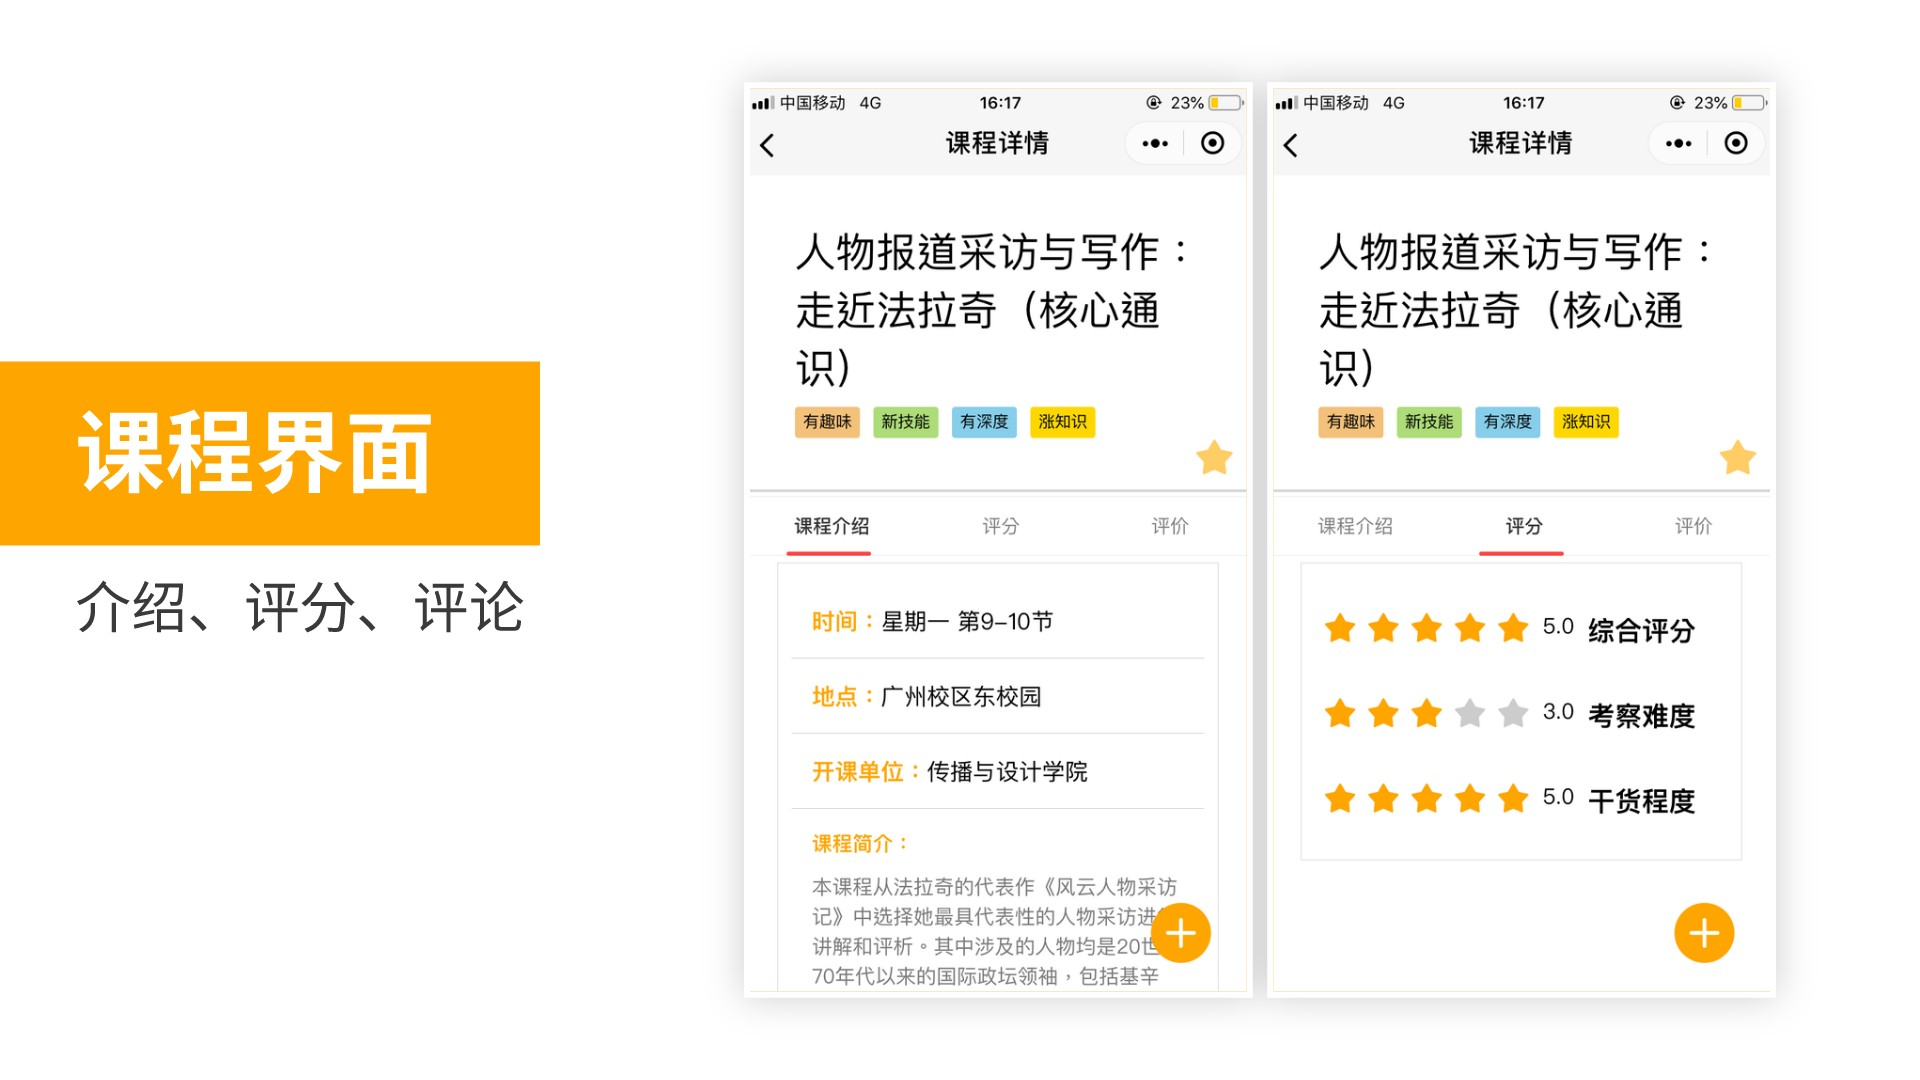 课程界面
介绍、评分、评论
中国移动 4G 16:17 23%
课程详情
人物报道采访与写作：
走近法拉奇（核心通
识）
有趣味 新技能 有深度 涨知识
课程介绍 评分 评价
时间：星期一 第9-10节
地点：广州校区东校园
开课单位：传播与设计学院
课程简介：
本课程从法拉奇的代表作《风云人物采访
记》中选择她最具代表性的人物采访进
讲解和评析。其中涉及的人物均是20世
70年代以来的国际政坛领袖，包括基辛
中国移动 4G 16:17 23%
课程详情
人物报道采访与写作：
走近法拉奇（核心通
识）
有趣味 新技能 有深度 涨知识
课程介绍 评分 评价
5.0 综合评分
3.0 考察难度
5.0 干货程度